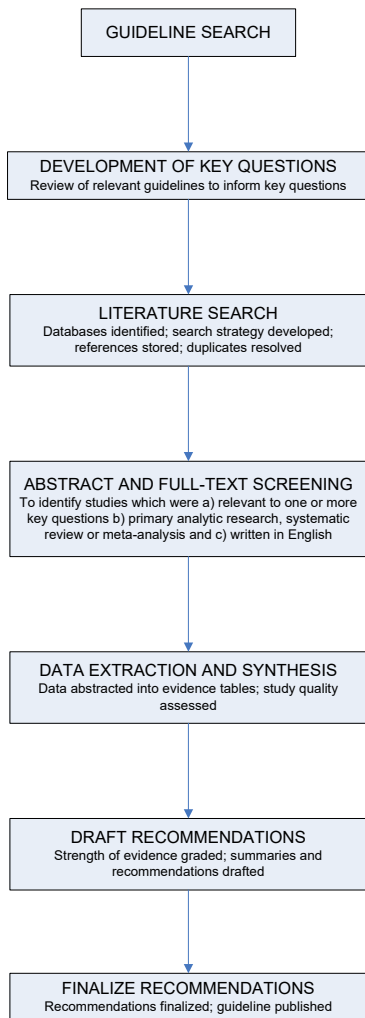 GUIDELINE SEARCH
DEVELOPMENT OF KEY QUESTIONS
Review of relevant guidelines to inform key questions
LITERATURE SEARCH
Databases identified; search strategy developed;
references stored; duplicates resolved
ABSTRACT AND FULL-TEXT SCREENING
To identify studies which were a) relevant to one or more
key questions b) primary analytic research, systematic
review or meta-analysis and c) written in English
DATA EXTRACTION AND SYNTHESIS
Data abstracted into evidence tables; study quality
assessed
DRAFT RECOMMENDATIONS
Strength of evidence graded; summaries and
recommendations drafted
FINALIZE RECOMMENDATIONS
Recommendations finalized; guideline published